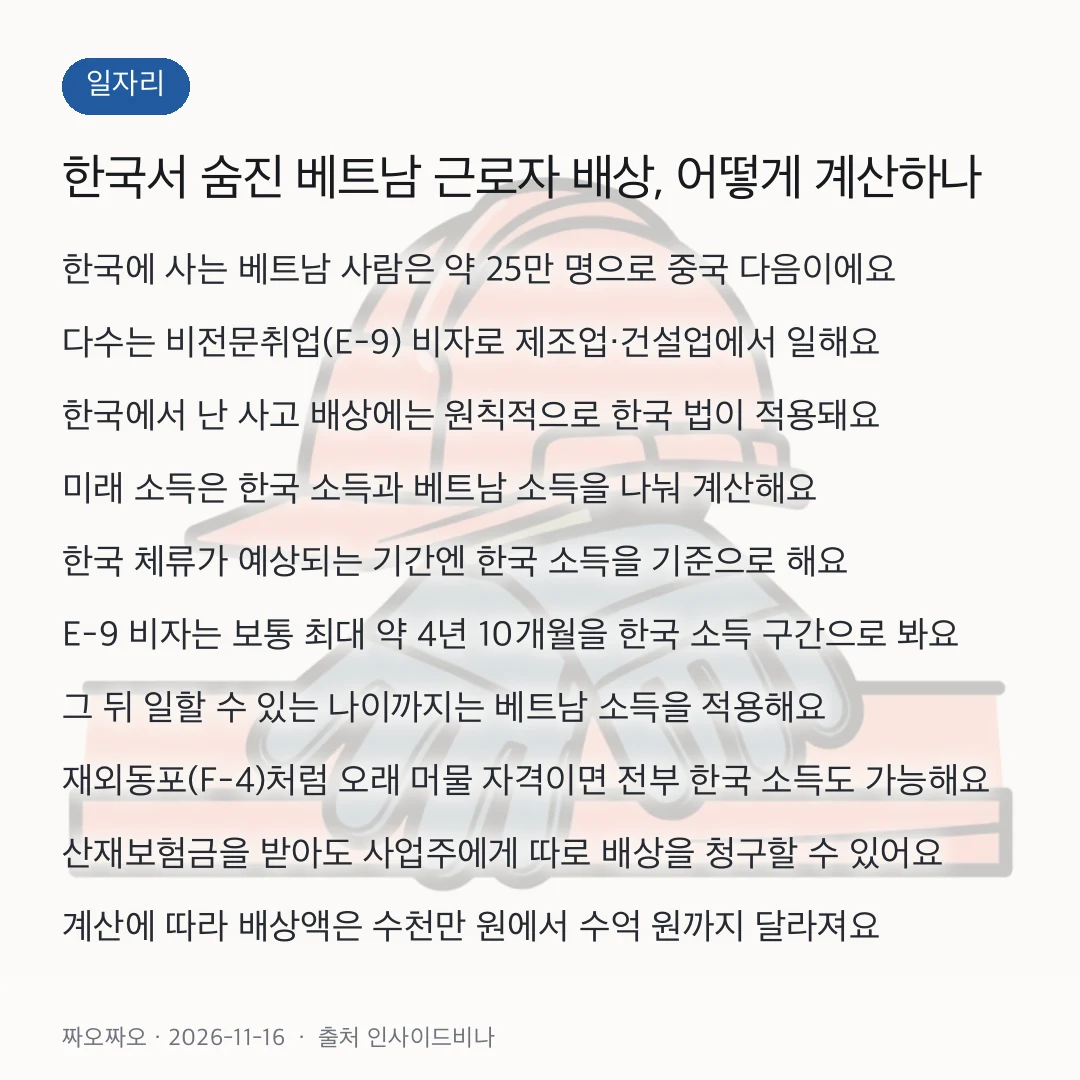 일자리
한국서 숨진 베트남 근로자 배상, 어떻게 계산하나
한국에 사는 베트남 사람은 약 25만 명으로 중국 다음이에요
다수는 비전문취업(E-9) 비자로 제조업·건설업에서 일해요
한국에서 난 사고 배상에는 원칙적으로 한국 법이 적용돼요
미래 소득은 한국 소득과 베트남 소득을 나눠 계산해요
한국 체류가 예상되는 기간엔 한국 소득을 기준으로 해요
E-9 비자는 보통 최대 약 4년 10개월을 한국 소득 구간으로 봐요
그 뒤 일할 수 있는 나이까지는 베트남 소득을 적용해요
재외동포(F-4)처럼 오래 머물 자격이면 전부 한국 소득도 가능해요
산재보험금을 받아도 사업주에게 따로 배상을 청구할 수 있어요
계산에 따라 배상액은 수천만 원에서 수억 원까지 달라져요
짜오짜오 · 2026-11-16 · 출처 인사이드비나